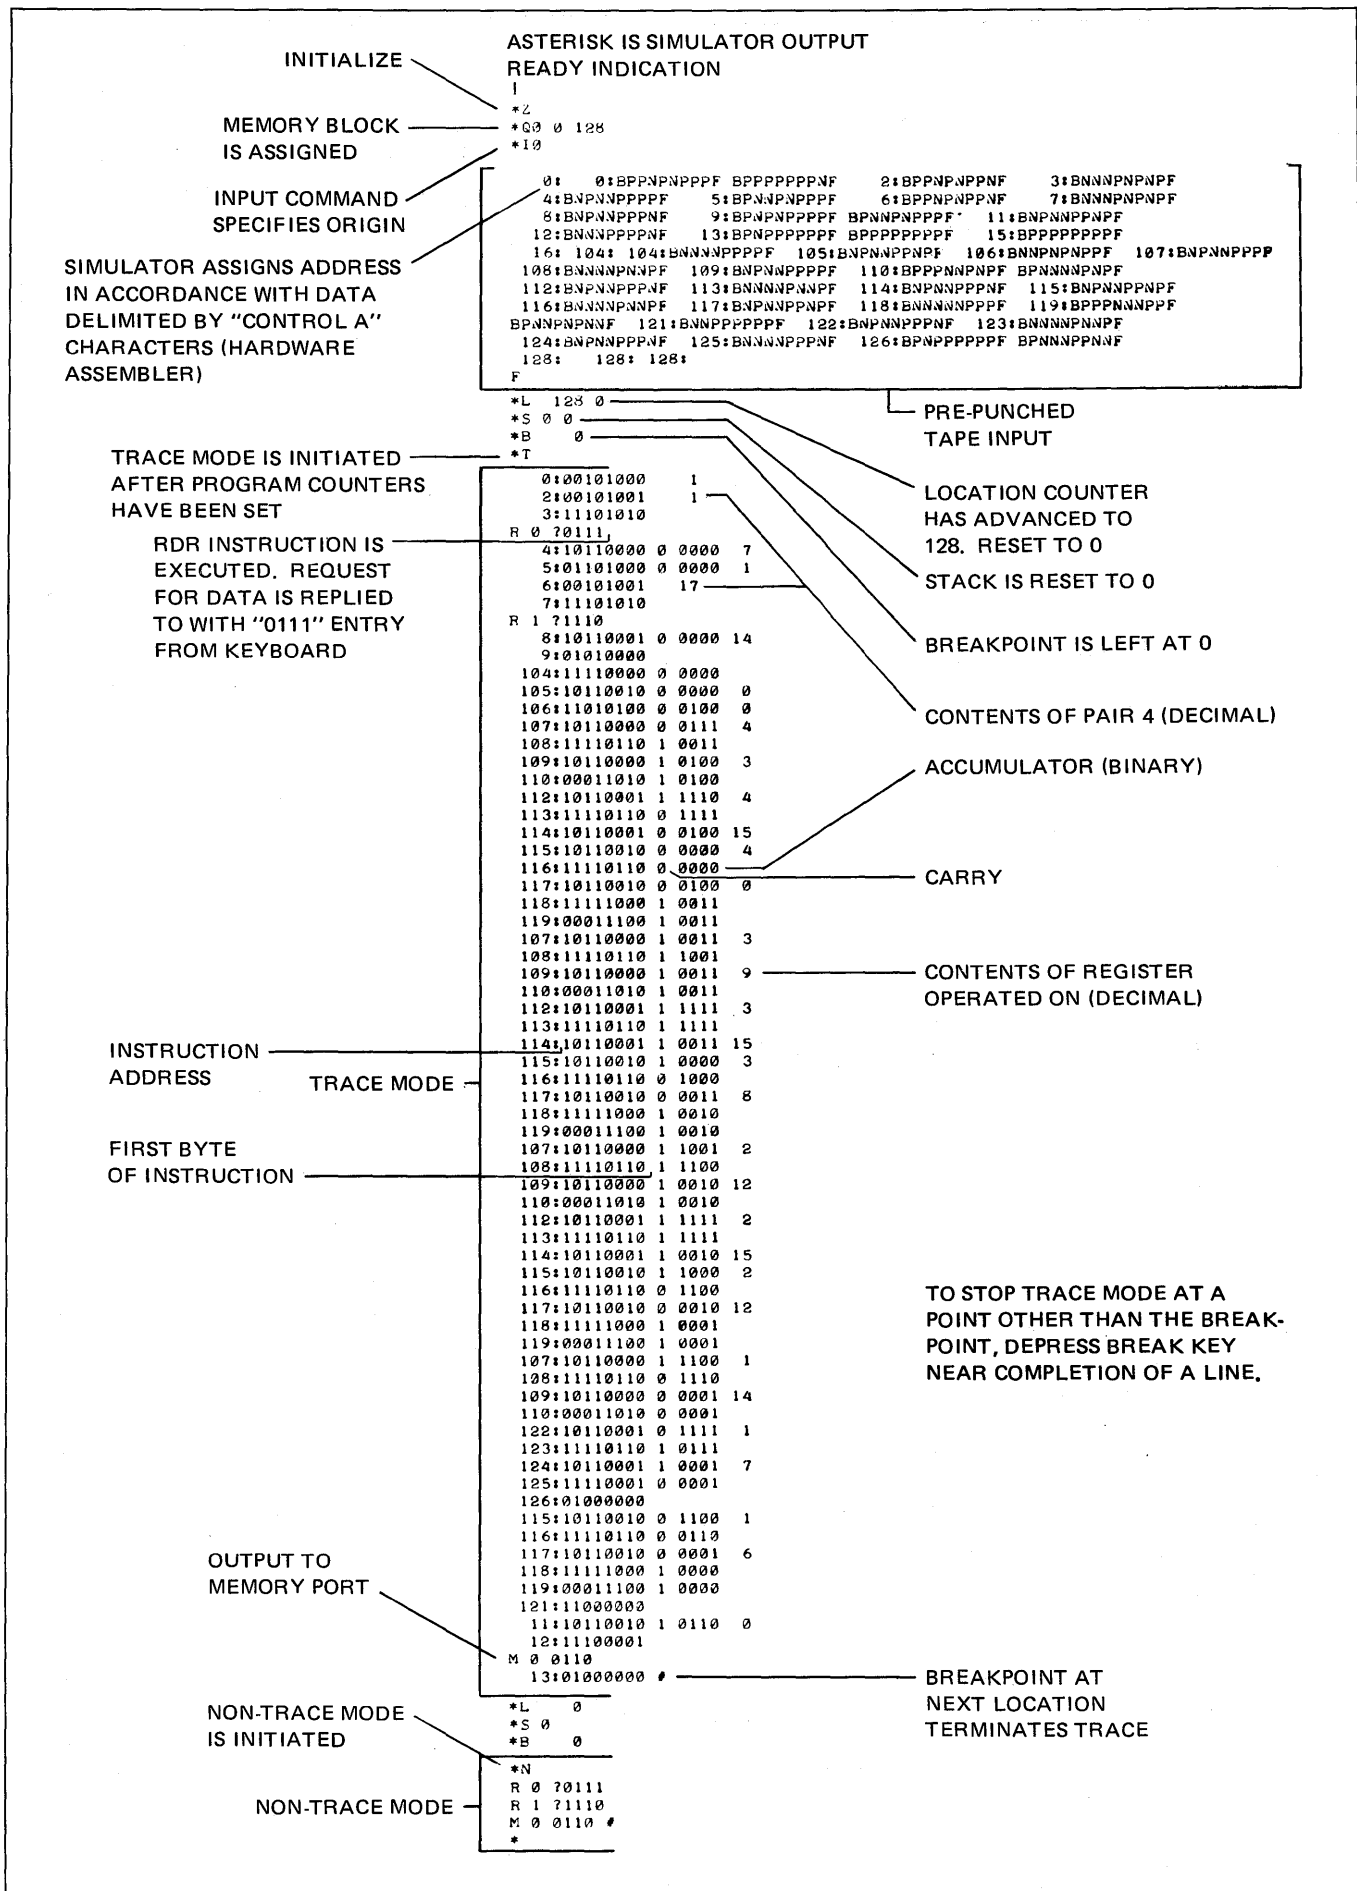 ASTERISK IS SIMULATOR OUTPUT
READY INDICATION
INITIALIZE
*Z
MEMORY BLOCK
IS ASSIGNED
*Q0 0 128
*I0
INPUT COMMAND
SPECIFIES ORIGIN
SIMULATOR ASSIGNS ADDRESS
IN ACCORDANCE WITH DATA
DELIMITED BY "CONTROL A"
CHARACTERS (HARDWARE
ASSEMBLER)
0: 0:BPPNPNPPPF BPPPPPPPNF 2:BPPNPNPPNF 3:BNNNPNPNPF
4:BNPNNPPPPF 5:BPNNPNPPPF 6:BPPNPNPPNF 7:BNNNPNPNPF
8:BNPNNPPPNF 9:BPNPNPPPPF BPNNPNPPPF 11:BNPNNPPNPF
12:BNNNPPPPNF 13:BPNPPPPPPF BPPPPPPPPF 15:BPPPPPPPPF
16: 104: 104:BNNNNPPPPF 105:BNPNNPPNPF 106:BNNPNPNPPF 107:BNPNNPPPPF
108:BNNNNPNNPF 109:BNPNNPPPPF 110:BPPPNNPNPF BPNNNNPNPF
112:BNPNNPPPNF 113:BNNNNPNNPF 114:BNPNNPPPNF 115:BNPNNPPNPF
116:BNNNNPNNPF 117:BNPNNPPNPF 118:BNNNNNPPPF 119:BPPPNNNPPF
BPNNPNPNNF 121:BNNPPPPPPF 122:BNPNNPPPNF 123:BNNNNPNNPF
124:BNPNNPPPNF 125:BNNNNPPPNF 126:BPNPPPPPPF BPNNNPPNNF
128: 128: 128:
F
PRE-PUNCHED
TAPE INPUT
*L 128 0
*S 0 0
*B 0
*T
LOCATION COUNTER
HAS ADVANCED TO
128. RESET TO 0
STACK IS RESET TO 0
BREAKPOINT IS LEFT AT 0
CONTENTS OF PAIR 4 (DECIMAL)
ACCUMULATOR (BINARY)
CARRY
CONTENTS OF REGISTER
OPERATED ON (DECIMAL)
TRACE MODE IS INITIATED
AFTER PROGRAM COUNTERS
HAVE BEEN SET
RDR INSTRUCTION IS
EXECUTED. REQUEST
FOR DATA IS REPLIED
TO WITH "0111" ENTRY
FROM KEYBOARD
0:00101000 1
2:00101001 1
3:11101010
R 0 ?0111
4:10110000 0 0000 7
5:01101000 0 0000 1
6:00101001 17
7:11101010
R 1 ?1110
8:10110001 0 0000 14
9:01010000
104:11110000 0 0000
105:10110010 0 0000 0
106:11010100 0 0100 0
107:10110000 0 0111 4
108:11110110 1 0011
109:10110000 1 0100 3
110:00011010 1 0100
112:10110001 1 1110 4
113:11110110 0 1111
114:10110001 0 0100 15
115:10110010 0 0000 4
116:11110110 0 0000
117:10110010 0 0100 0
118:11111000 1 0011
119:00011100 1 0011
107:10110000 1 0011 3
108:11110110 1 1001
109:10110000 1 0011 9
110:00011010 1 0011
112:10110001 1 1111 3
113:11110110 1 1111
114:10110001 1 0011 15
115:10110010 1 0000 3
116:11110110 0 1000
117:10110010 0 0011 8
118:11111000 1 0010
119:00011100 1 0010
107:10110000 1 1001 2
108:11110110 1 1100
109:10110000 1 0010 12
110:00011010 1 0010
112:10110001 1 1111 2
113:11110110 1 1111
114:10110001 1 0010 15
115:10110010 1 1000 2
116:11110110 0 1100
117:10110010 0 0010 12
118:11111000 1 0001
119:00011100 1 0001
107:10110000 1 1100 1
108:11110110 0 1110
109:10110000 0 0001 14
110:00011010 0 0001
122:10110001 0 1111 1
123:11110110 1 0111
124:10110001 1 0001 7
125:11110001 0 0001
126:01000000
115:10110010 0 1100 1
116:11110110 0 0110
117:10110010 0 0001 6
118:11111000 1 0000
119:00011100 1 0000
121:11000000
11:10110010 1 0110 0
12:11100001
M 0 0110
13:01000000 #
INSTRUCTION
ADDRESS
TRACE MODE
FIRST BYTE
OF INSTRUCTION
TO STOP TRACE MODE AT A
POINT OTHER THAN THE BREAK-
POINT, DEPRESS BREAK KEY
NEAR COMPLETION OF A LINE.
OUTPUT TO
MEMORY PORT
BREAKPOINT AT
NEXT LOCATION
TERMINATES TRACE
*L 0
*S 0
*B 0
NON-TRACE MODE
IS INITIATED
*N
R 0 ?0111
R 1 ?1110
M 0 0110 #
*
NON-TRACE MODE